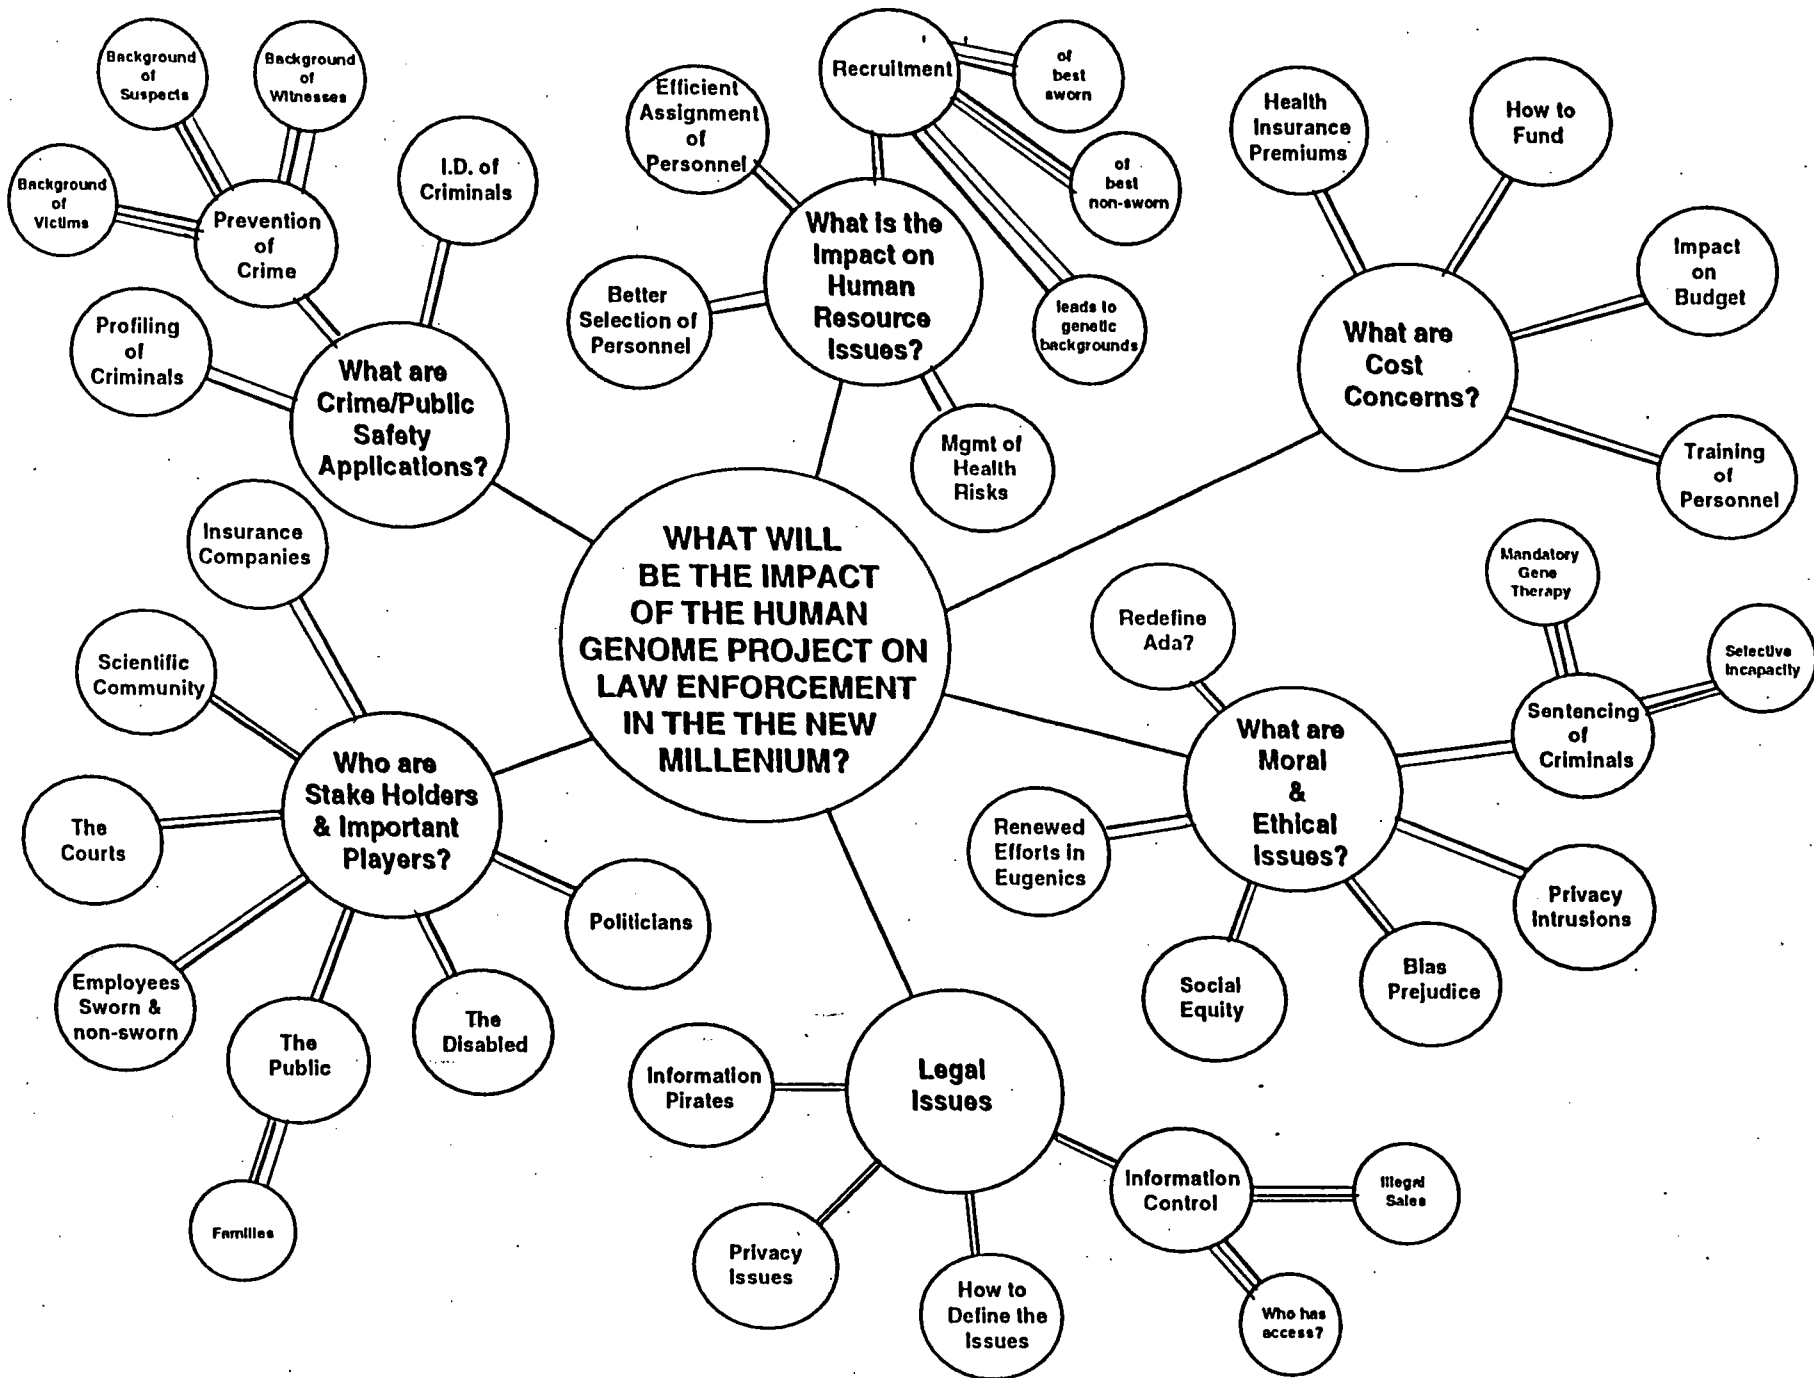 Background
of
Suspects
Background
of
Witnesses
Background
of
Victims
Prevention
of
Crime
I.D. of
Criminals
Profiling
of
Criminals
What are
Crime/Public
Safety
Applications?
Recruitment
of
best
sworn
of
best
non-sworn
leads to
genetic
backgrounds
Efficient
Assignment
of
Personnel
Better
Selection of
Personnel
What is the
Impact on
Human
Resource
Issues?
Mgmt of
Health
Risks
Health
Insurance
Premiums
How to
Fund
Impact
on
Budget
What are
Cost
Concerns?
Training
of
Personnel
WHAT WILL
BE THE IMPACT
OF THE HUMAN
GENOME PROJECT ON
LAW ENFORCEMENT
IN THE THE NEW
MILLENIUM?
Insurance
Companies
Scientific
Community
The
Courts
Who are
Stake Holders
& Important
Players?
Politicians
Employees
Sworn &
non-sworn
The
Public
The
Disabled
Families
Redefine
Ada?
Mandatory
Gene
Therapy
Selective
Incapacity
Sentencing
of
Criminals
What are
Moral
&
Ethical
Issues?
Renewed
Efforts in
Eugenics
Privacy
Intrusions
Social
Equity
Bias
Prejudice
Legal
Issues
Information
Pirates
Privacy
Issues
How to
Define the
Issues
Information
Control
Illegal
Sales
Who has
access?